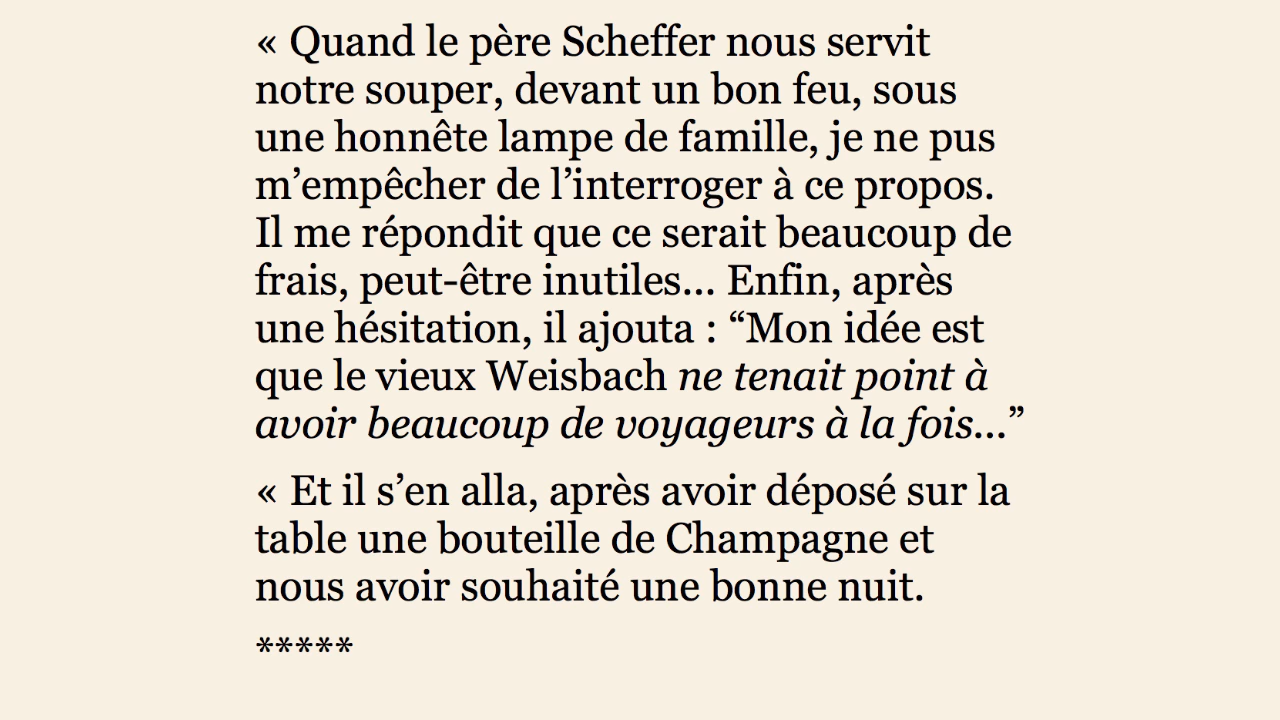 « Quand le père Scheffer nous servit
notre souper, devant un bon feu, sous
une honnête lampe de famille, je ne pus
m’empêcher de l’interroger à ce propos.
Il me répondit que ce serait beaucoup de
frais, peut-être inutiles... Enfin, après
une hésitation, il ajouta : “Mon idée est
que le vieux Weisbach ne tenait point à
avoir beaucoup de voyageurs à la fois...”
« Et il s’en alla, après avoir déposé sur la
table une bouteille de Champagne et
nous avoir souhaité une bonne nuit.
*****